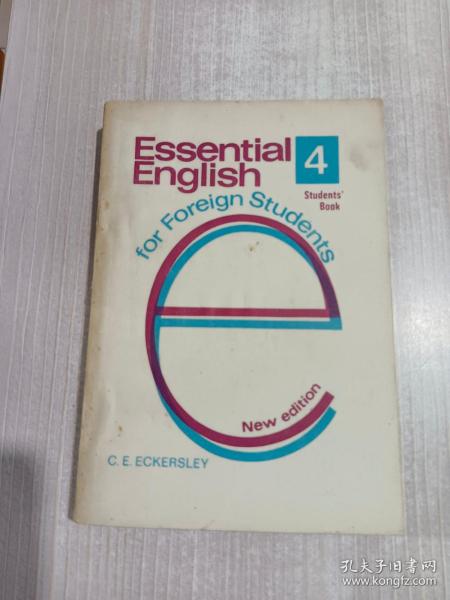 Essential
English
4
Students'
Book
for Foreign Students
New edition
C. E. ECKERSLEY
孔夫子旧书网
www.kongfz.com